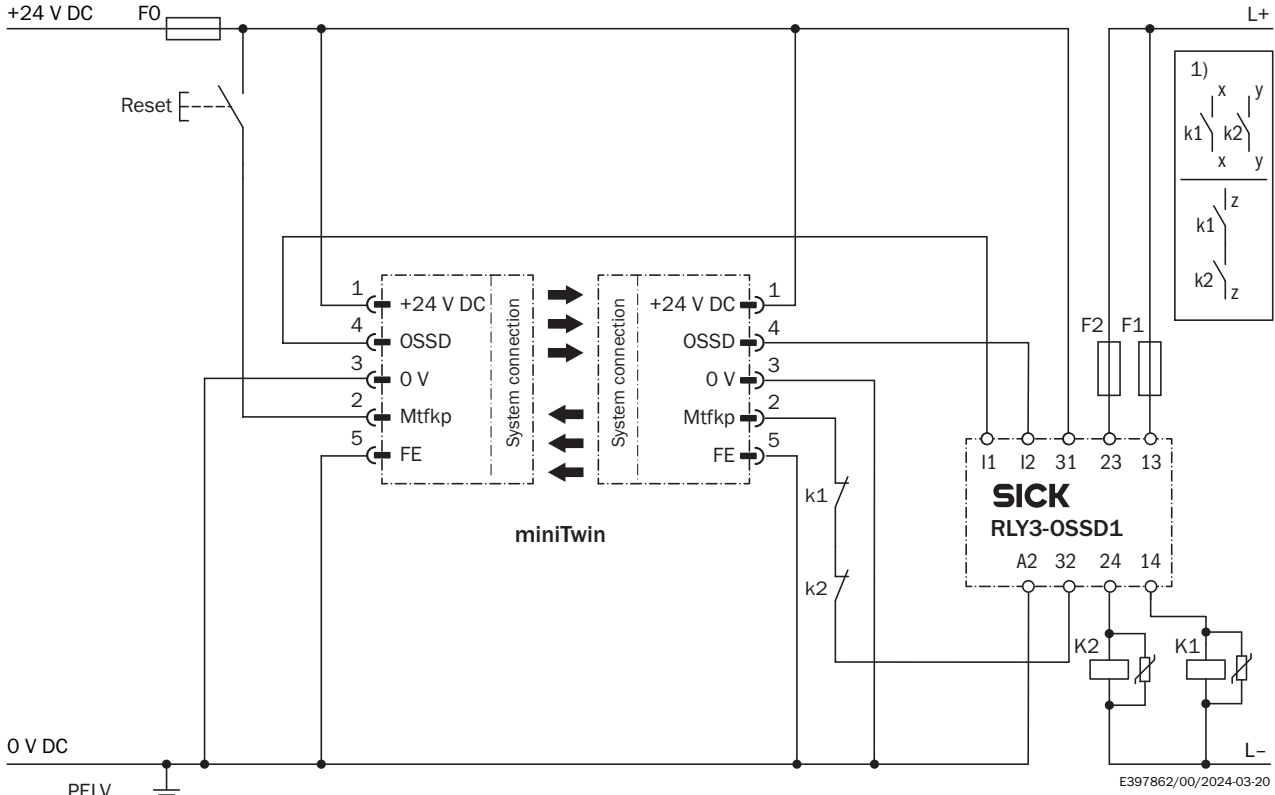 +24 V DC
F0
L+
Reset
1)
x
y
k1
k2
x
y
z
k1
k2
z
1
+24 V DC
4
OSSD
3
0 V
2
Mtfkp
5
FE
System connection
System connection
+24 V DC
1
OSSD
4
0 V
3
Mtfkp
2
FE
5
miniTwin
k1
k2
F2
F1
I1
I2
31
23
13
SICK
RLY3-OSSD1
A2
32
24
14
K2
K1
0 V DC
L–
PELV
E397862/00/2024-03-20